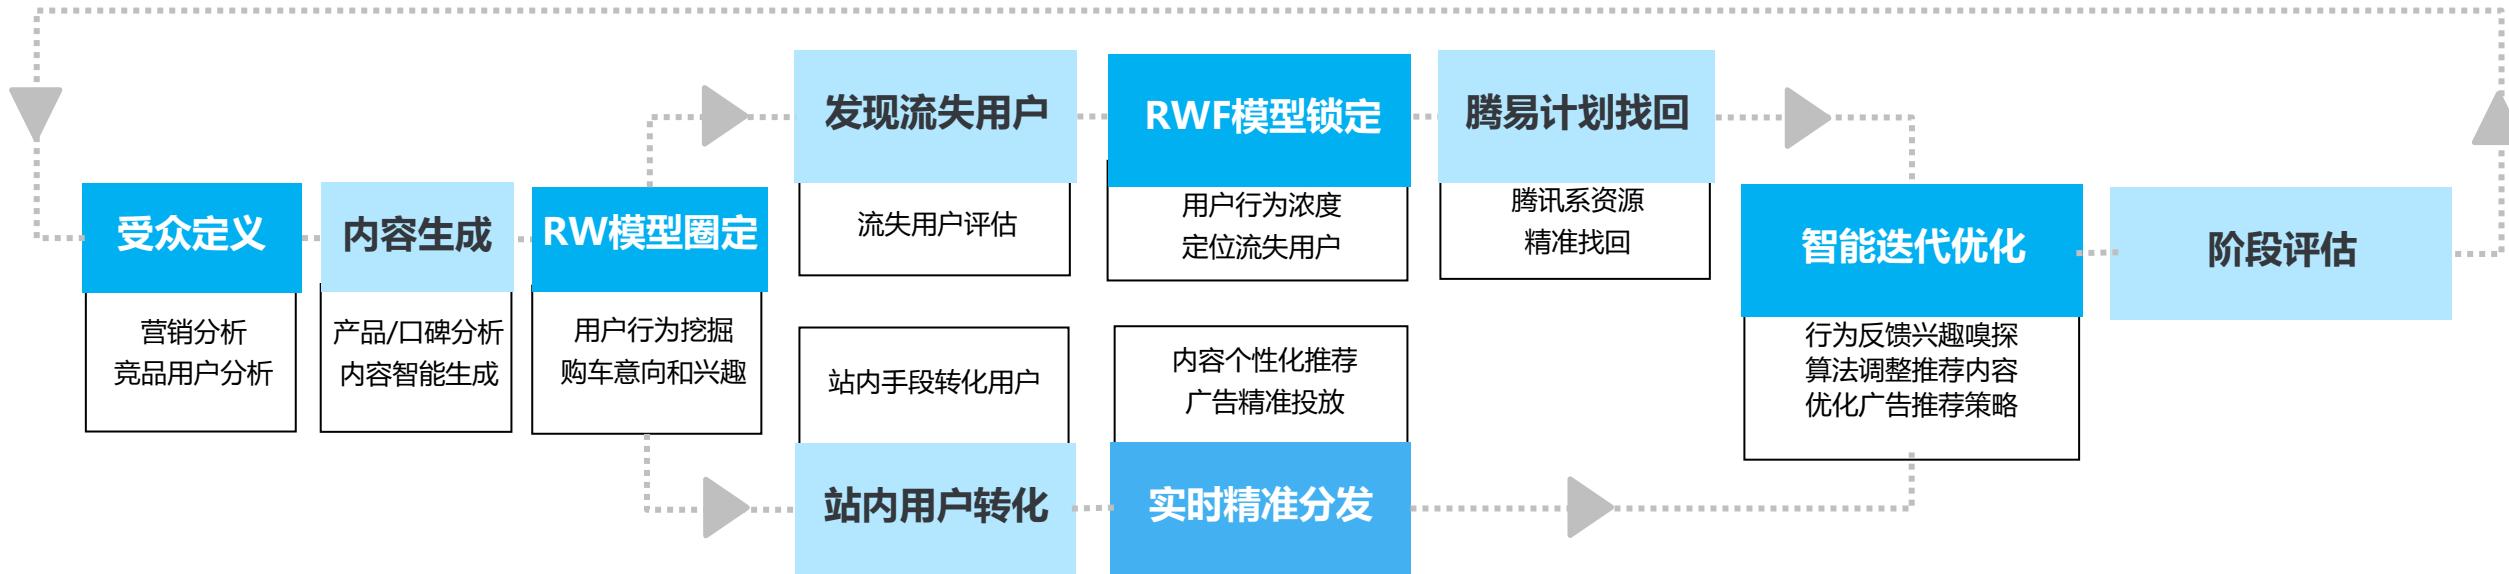 受众定义
营销分析
竞品用户分析
内容生成
产品/口碑分析
内容智能生成
RW模型圈定
用户行为挖掘
购车意向和兴趣
发现流失用户
流失用户评估
RWF模型锁定
用户行为浓度
定位流失用户
腾易计划找回
腾讯系资源
精准找回
站内手段转化用户
站内用户转化
内容个性化推荐
广告精准投放
实时精准分发
智能迭代优化
行为反馈兴趣嗅探
算法调整推荐内容
优化广告推荐策略
阶段评估